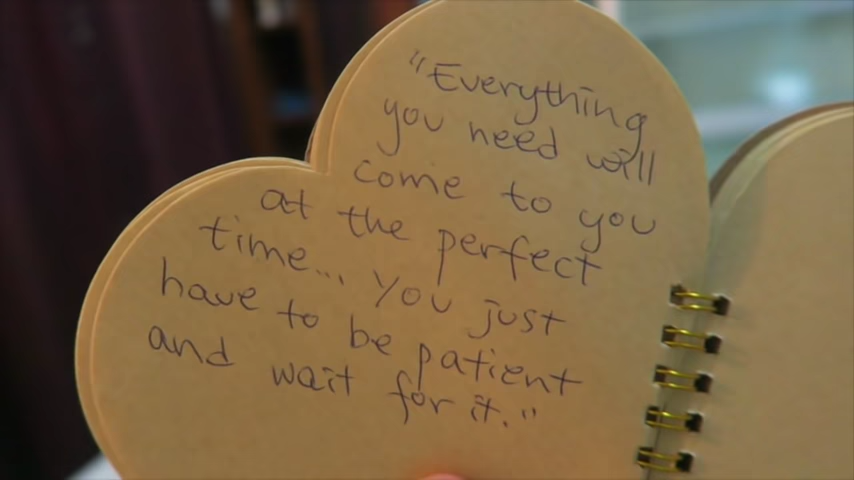 "Everything
you need will
come to you
at the perfect
time... you just
have to be patient
and wait for it."